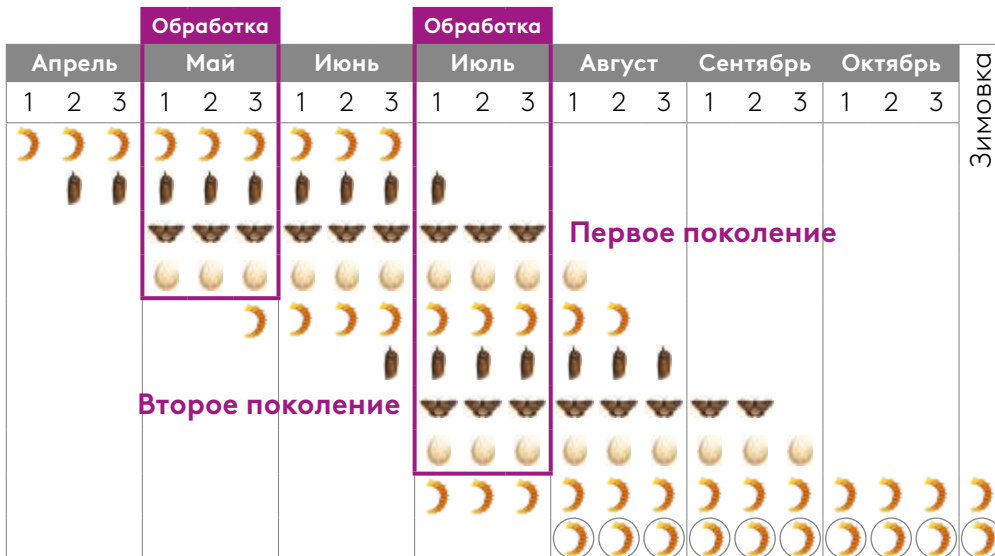 Обработка Обработка
Апрель Май Июнь Июль Август Сентябрь Октябрь Зимовка
1 2 3 1 2 3 1 2 3 1 2 3 1 2 3 1 2 3 1 2 3
Первое поколение
Второе поколение